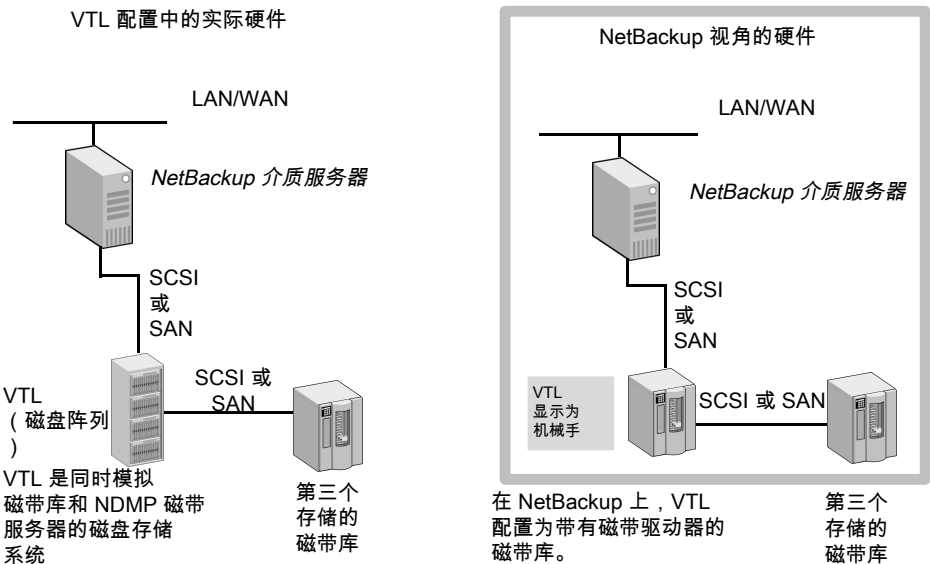 VTL 配置中的实际硬件
LAN/WAN
NetBackup 介质服务器
SCSI
或
SAN
SCSI 或
SAN
VTL
（磁盘阵列
）
VTL 是同时模拟
磁带库和 NDMP 磁带
服务器的磁盘存储
系统
第三个
存储的
磁带库
NetBackup 视角的硬件
LAN/WAN
NetBackup 介质服务器
SCSI
或
SAN
VTL
显示为
机械手
SCSI 或 SAN
在 NetBackup 上，VTL
配置为带有磁带驱动器的
磁带库。
第三个
存储的
磁带库